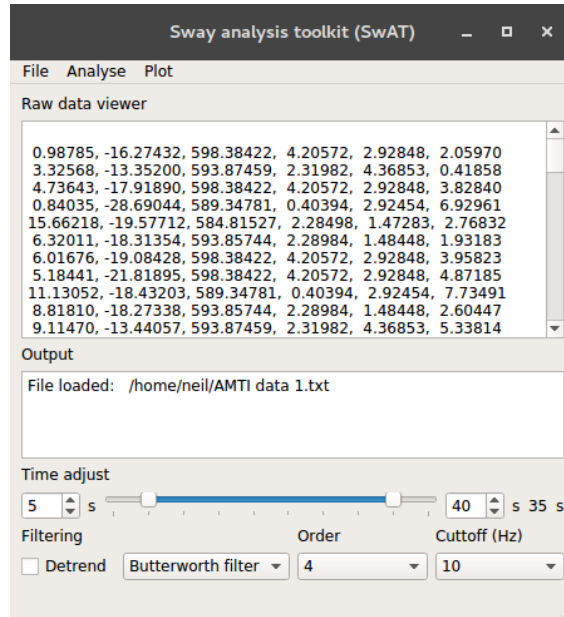 Sway analysis toolkit (SwAT)
File Analyse Plot
Raw data viewer
0.98785, -16.27432, 598.38422, 4.20572, 2.92848, 2.05970
3.32568, -13.35200, 593.87459, 2.31982, 4.36853, 0.41858
4.73643, -17.91890, 598.38422, 4.20572, 2.92848, 3.82840
0.84035, -28.69044, 589.34781, 0.40394, 2.92454, 6.92961
15.66218, -19.57712, 584.81527, 2.28498, 1.47283, 2.76832
6.32011, -18.31354, 593.85744, 2.28984, 1.48448, 1.93183
6.01676, -19.08428, 598.38422, 4.20572, 2.92848, 3.95823
5.18441, -21.81895, 598.38422, 4.20572, 2.92848, 4.87185
11.13052, -18.43203, 589.34781, 0.40394, 2.92454, 7.73491
8.81810, -18.27338, 593.85744, 2.28984, 1.48448, 2.60447
9.11470, -13.44057, 593.87459, 2.31982, 4.36853, 5.33814
Output
File loaded: /home/neil/AMTI data 1.txt
Time adjust
5 s 40 s 35 s
Filtering Order Cuttoff (Hz)
Detrend Butterworth filter 4 10